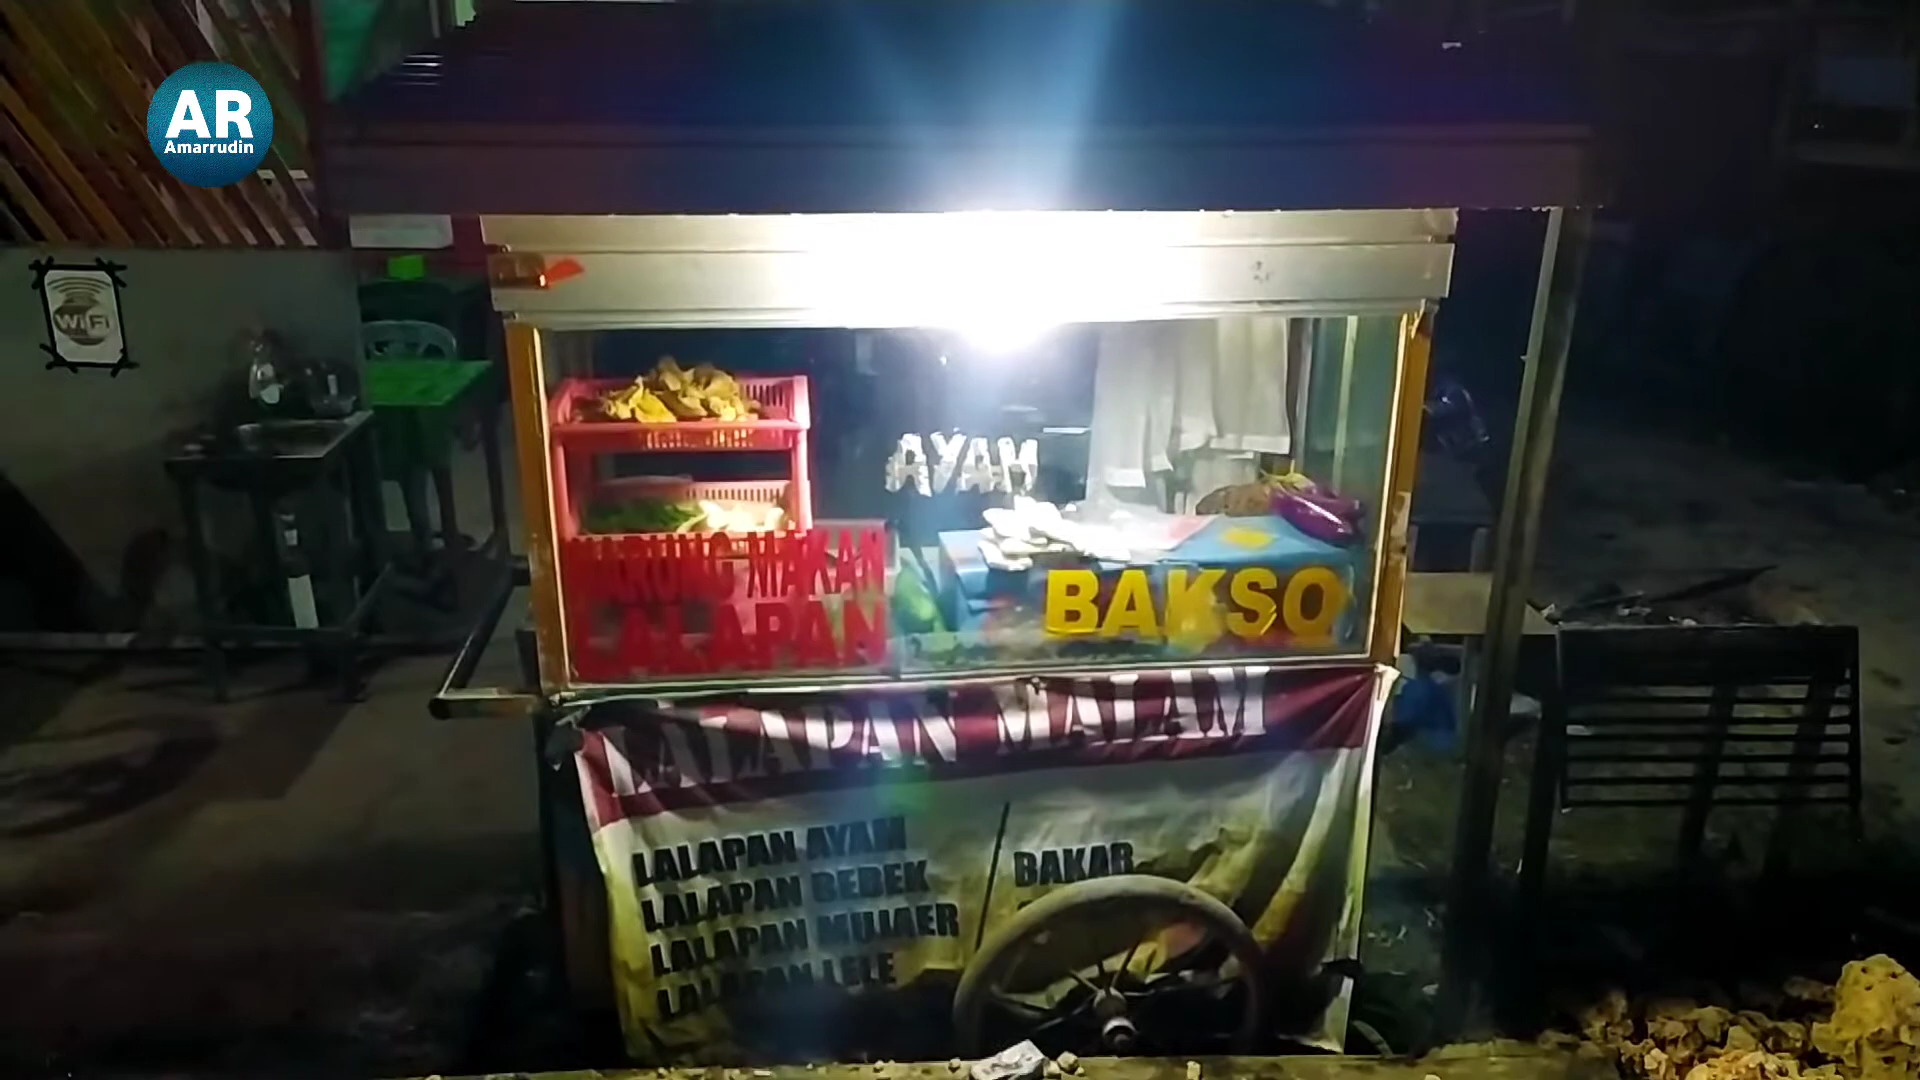 AR
Amarrudin
WiFi
AYAM
WARUNG MAKAN
LALAPAN
BAKSO
LALAPAN MALAM
LALAPAN AYAM
LALAPAN BEBEK
LALAPAN MUJAER
LALAPAN LELE
BAKAR